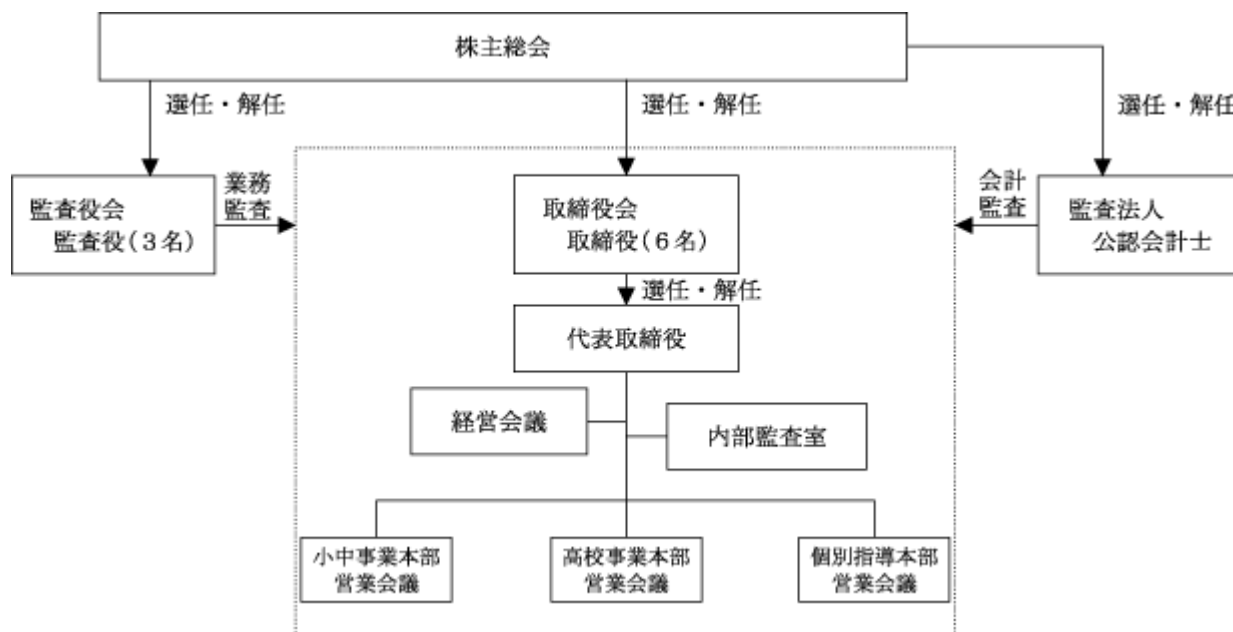 株主総会
選任・解任
選任・解任
選任・解任
監査役会
監査役(3名)
業務
監査
取締役会
取締役(6名)
会計
監査
監査法人
公認会計士
選任・解任
代表取締役
経営会議
内部監査室
小中事業本部
営業会議
高校事業本部
営業会議
個別指導本部
営業会議